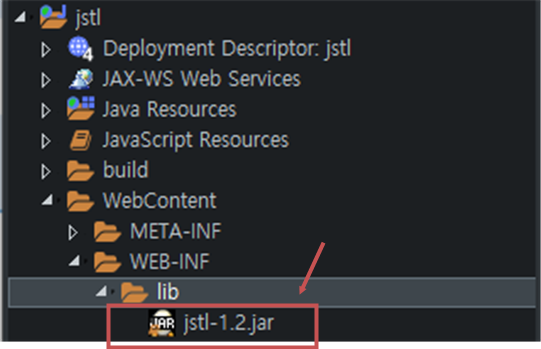 jstl
4 Deployment Descriptor: jstl
JAX-WS Web Services
Java Resources
JavaScript Resources
build
WebContent
META-INF
WEB-INF
lib
JAR jstl-1.2.jar